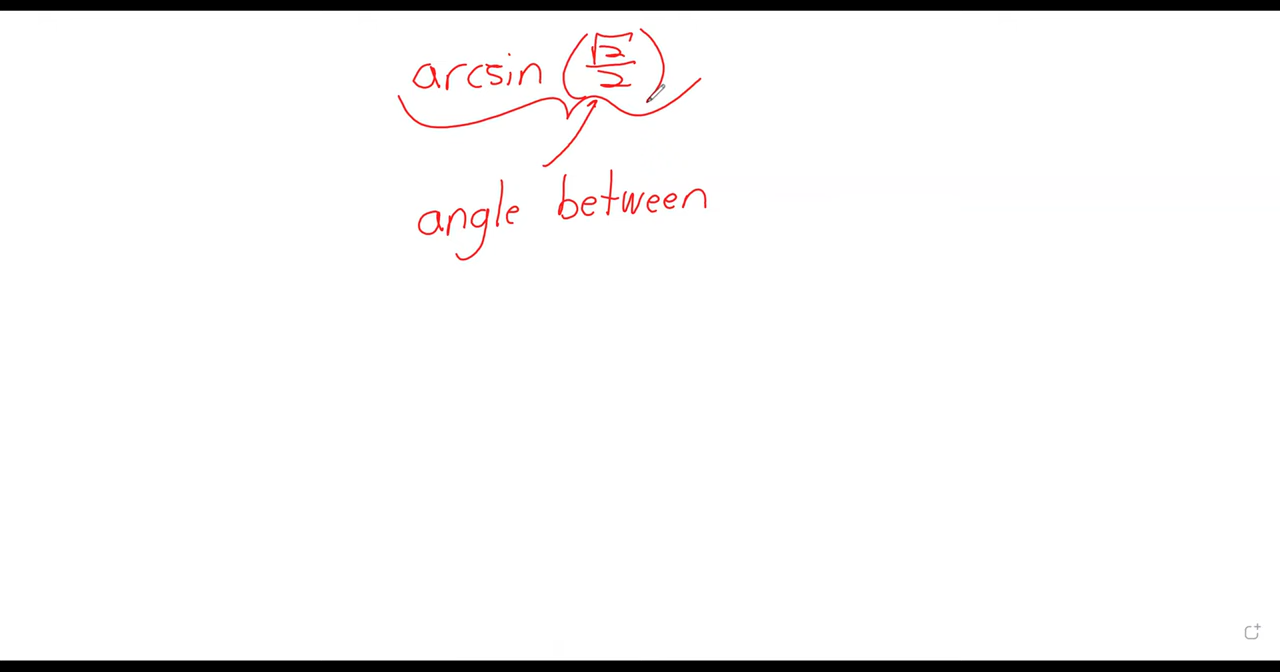 arcsin (√2/2)
angle between